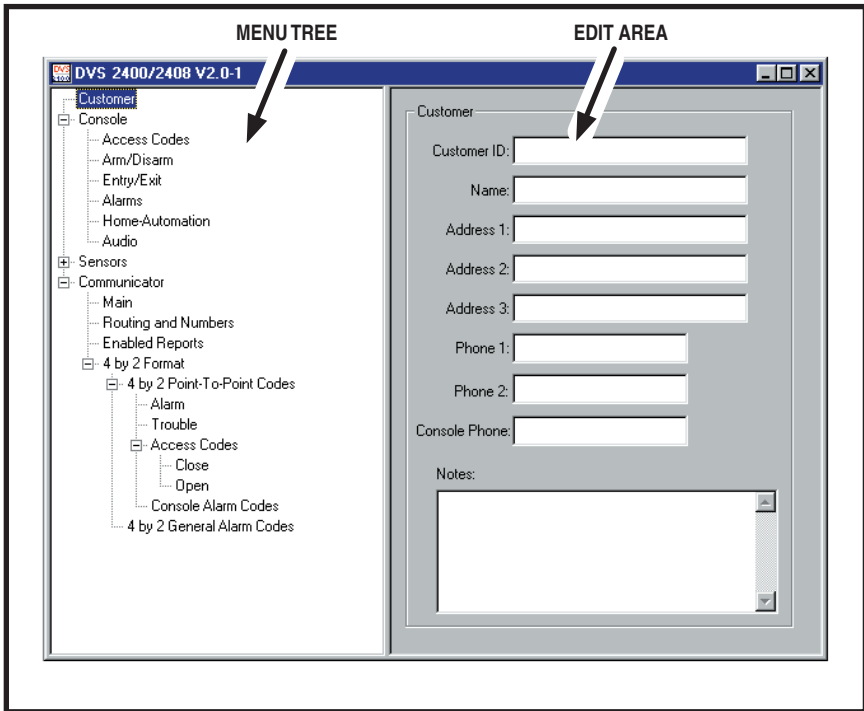 MENU TREE
EDIT AREA
DVS 2400/2408 V2.0-1
Customer
Console
Access Codes
Arm/Disarm
Entry/Exit
Alarms
Home-Automation
Audio
Sensors
Communicator
Main
Routing and Numbers
Enabled Reports
4 by 2 Format
4 by 2 Point-To-Point Codes
Alarm
Trouble
Access Codes
Close
Open
Console Alarm Codes
4 by 2 General Alarm Codes
Customer
Customer ID:
Name:
Address 1:
Address 2:
Address 3:
Phone 1:
Phone 2:
Console Phone:
Notes: